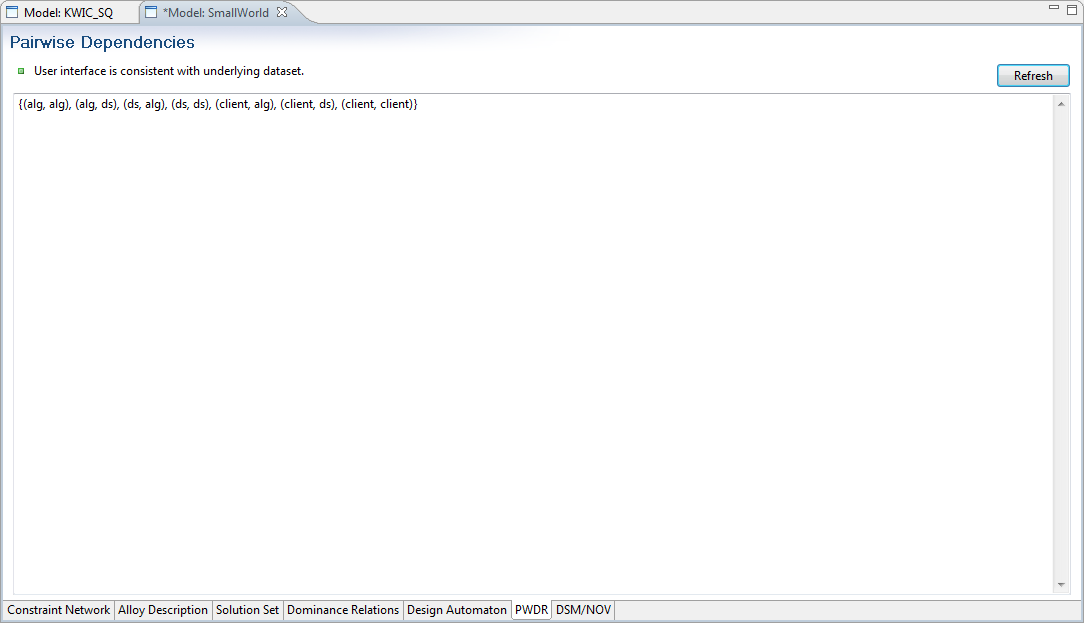 Model: KWIC_SQ
*Model: SmallWorld
Pairwise Dependencies
User interface is consistent with underlying dataset.
Refresh
{(alg, alg), (alg, ds), (ds, alg), (ds, ds), (client, alg), (client, ds), (client, client)}
Constraint Network Alloy Description Solution Set Dominance Relations Design Automaton PWDR DSM/NOV